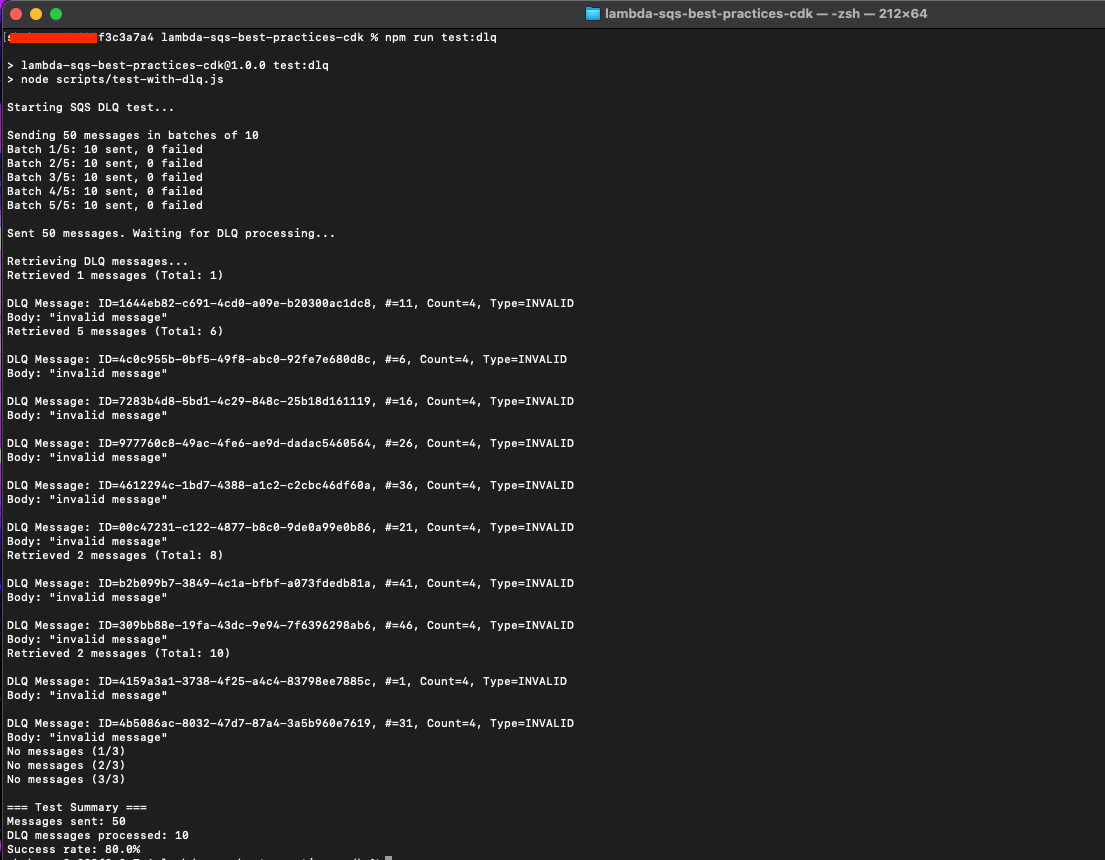 lambda-sqs-best-practices-cdk — -zsh — 212×64
f3c3a7a4 lambda-sqs-best-practices-cdk % npm run test:dlq
> lambda-sqs-best-practices-cdk@1.0.0 test:dlq
> node scripts/test-with-dlq.js
Starting SQS DLQ test...
Sending 50 messages in batches of 10
Batch 1/5: 10 sent, 0 failed
Batch 2/5: 10 sent, 0 failed
Batch 3/5: 10 sent, 0 failed
Batch 4/5: 10 sent, 0 failed
Batch 5/5: 10 sent, 0 failed
Sent 50 messages. Waiting for DLQ processing...
Retrieving DLQ messages...
Retrieved 1 messages (Total: 1)
DLQ Message: ID=1644eb82-c691-4cd0-a09e-b20300ac1dc8, #=11, Count=4, Type=INVALID
Body: "invalid message"
Retrieved 5 messages (Total: 6)
DLQ Message: ID=4c0c955b-0bf5-49f8-abc0-92fe7e680d8c, #=6, Count=4, Type=INVALID
Body: "invalid message"
DLQ Message: ID=7283b4d8-5bd1-4c29-848c-25b18d161119, #=16, Count=4, Type=INVALID
Body: "invalid message"
DLQ Message: ID=977760c8-49ac-4fe6-ae9d-dadac5460564, #=26, Count=4, Type=INVALID
Body: "invalid message"
DLQ Message: ID=4612294c-1bd7-4388-a1c2-c2cbc46df60a, #=36, Count=4, Type=INVALID
Body: "invalid message"
DLQ Message: ID=00c47231-c122-4877-b8c0-9de0a99e0b86, #=21, Count=4, Type=INVALID
Body: "invalid message"
Retrieved 2 messages (Total: 8)
DLQ Message: ID=b2b099b7-3849-4c1a-bfbf-a073fdedb81a, #=41, Count=4, Type=INVALID
Body: "invalid message"
DLQ Message: ID=309bb88e-19fa-43dc-9e94-7f6396298ab6, #=46, Count=4, Type=INVALID
Body: "invalid message"
Retrieved 2 messages (Total: 10)
DLQ Message: ID=4159a3a1-3738-4f25-a4c4-83798ee7885c, #=1, Count=4, Type=INVALID
Body: "invalid message"
DLQ Message: ID=4b5086ac-8032-47d7-87a4-3a5b960e7619, #=31, Count=4, Type=INVALID
Body: "invalid message"
No messages (1/3)
No messages (2/3)
No messages (3/3)
=== Test Summary ===
Messages sent: 50
DLQ messages processed: 10
Success rate: 80.0%